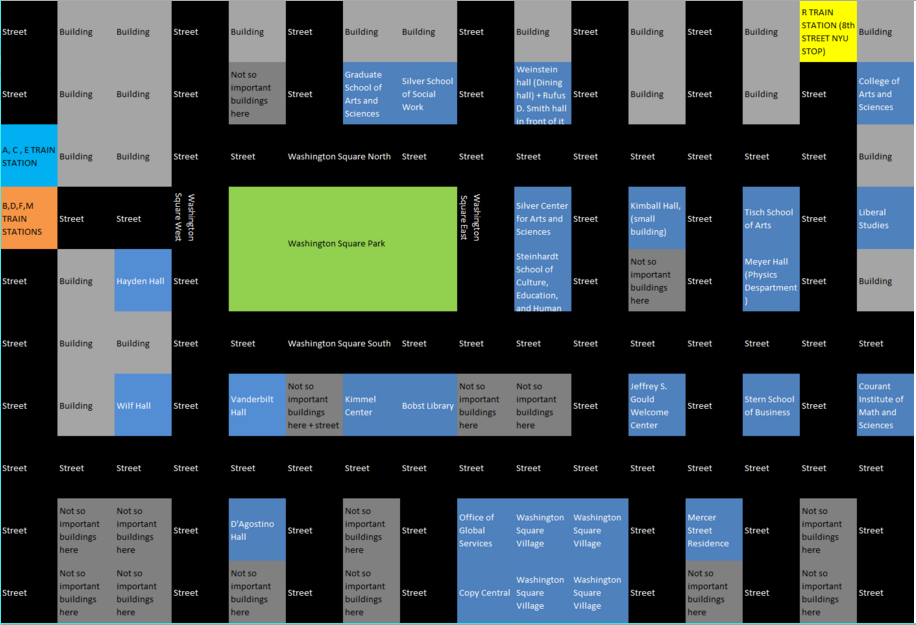 Street Building Building Street Building Street Building Building Street Building Street Building Street Building R TRAIN STATION (8th STREET NYU STOP) Building
Street Building Building Street Not so important buildings here Street Graduate School of Arts and Sciences Silver School of Social Work Street Weinstein hall (Dining hall) + Rufus D. Smith hall in front of it Street Building Street Building Street College of Arts and Sciences
A, C , E TRAIN STATION Building Building Street Street Washington Square North Street Street Street Street Street Street Street Street Building
B,D,F,M TRAIN STATIONS Street Street Washington Square West Washington Square Park Washington Square East Silver Center for Arts and Sciences Street Kimball Hall, (small building) Street Tisch School of Arts Street Liberal Studies
Street Building Hayden Hall Street Steinhardt School of Culture, Education, and Human Street Not so important buildings here Street Meyer Hall (Physics Despartment ) Street Building
Street Building Building Street Street Washington Square South Street Street Street Street Street Street Street Street Street
Street Building Wilf Hall Street Vanderbilt Hall Not so important buildings here + street Kimmel Center Bobst Library Not so important buildings here Not so important buildings here Street Jeffrey S. Gould Welcome Center Street Stern School of Business Street Courant Institute of Math and Sciences
Street Street Street Street Street Street Street Street Street Street Street Street Street Street Street Street
Street Not so important buildings here Not so important buildings here Street D'Agostino Hall Street Not so important buildings here Street Office of Global Services Washington Square Village Washington Square Village Street Mercer Street Residence Street Not so important buildings here Street
Street Not so important buildings here Not so important buildings here Street Not so important buildings here Street Not so important buildings here Street Copy Central Washington Square Village Washington Square Village Street Not so important buildings here Street Not so important buildings here Street